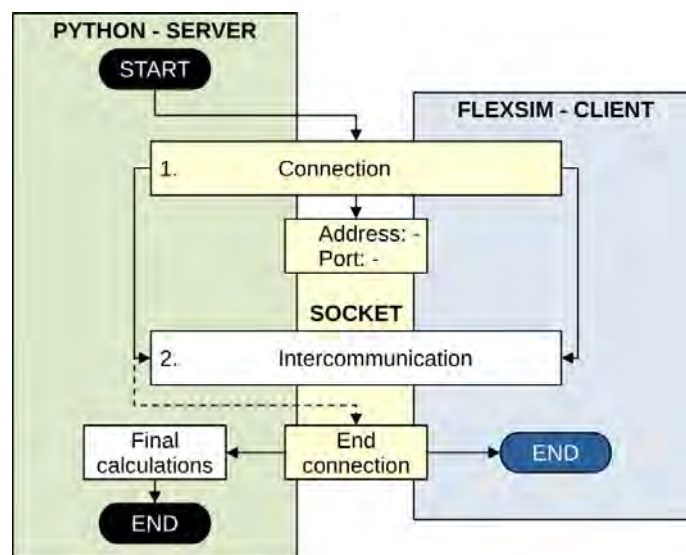 PYTHON - SERVER
START
FLEXSIM - CLIENT
1. Connection
Address: -
Port: -
SOCKET
2. Intercommunication
Final
calculations
End
connection
END
END